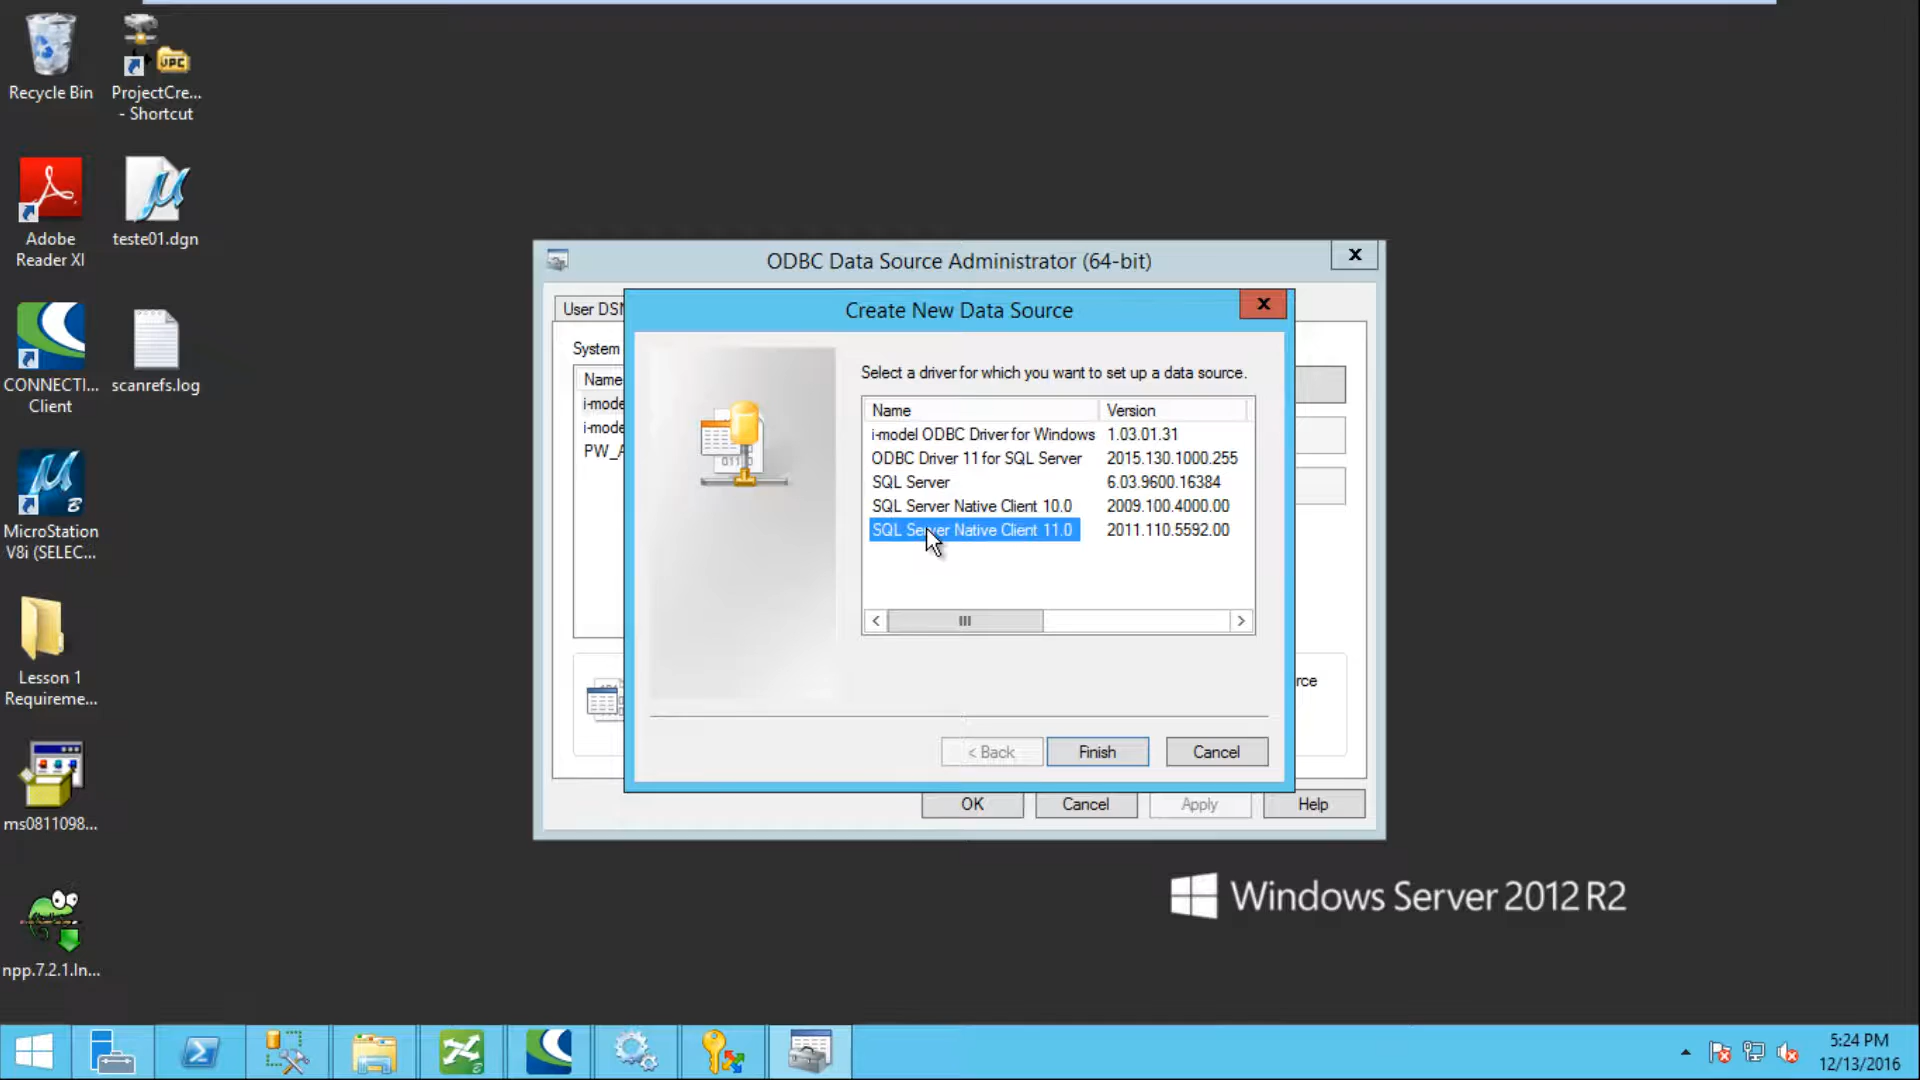 Recycle Bin
ProjectCre...
- Shortcut
Adobe
Reader XI
teste01.dgn
CONNECTI...
Client
scanrefs.log
MicroStation
V8i (SELEC...
Lesson 1
Requireme...
ms0811098...
npp.7.2.1.In...
ODBC Data Source Administrator (64-bit)
User DSN
System
Name
i-mode
i-mode
PW_A
rce
OK
Cancel
Apply
Help
Create New Data Source
Select a driver for which you want to set up a data source.
Name Version
i-model ODBC Driver for Windows 1.03.01.31
ODBC Driver 11 for SQL Server 2015.130.1000.255
SQL Server 6.03.9600.16384
SQL Server Native Client 10.0 2009.100.4000.00
SQL Server Native Client 11.0 2011.110.5592.00
< Back
Finish
Cancel
Windows Server 2012 R2
5:24 PM
12/13/2016